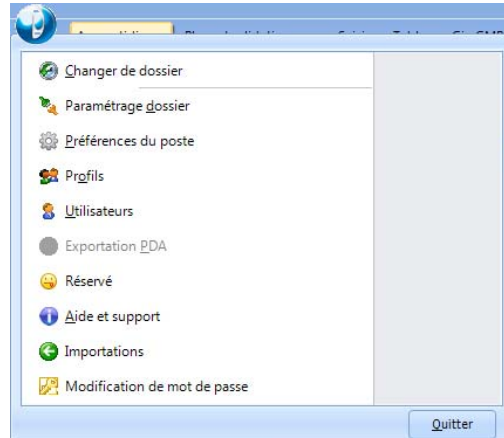 Changer de dossier
Paramétrage dossier
Préférences du poste
Profils
Utilisateurs
Exportation PDA
Réservé
Aide et support
Importations
Modification de mot de passe
Quitter